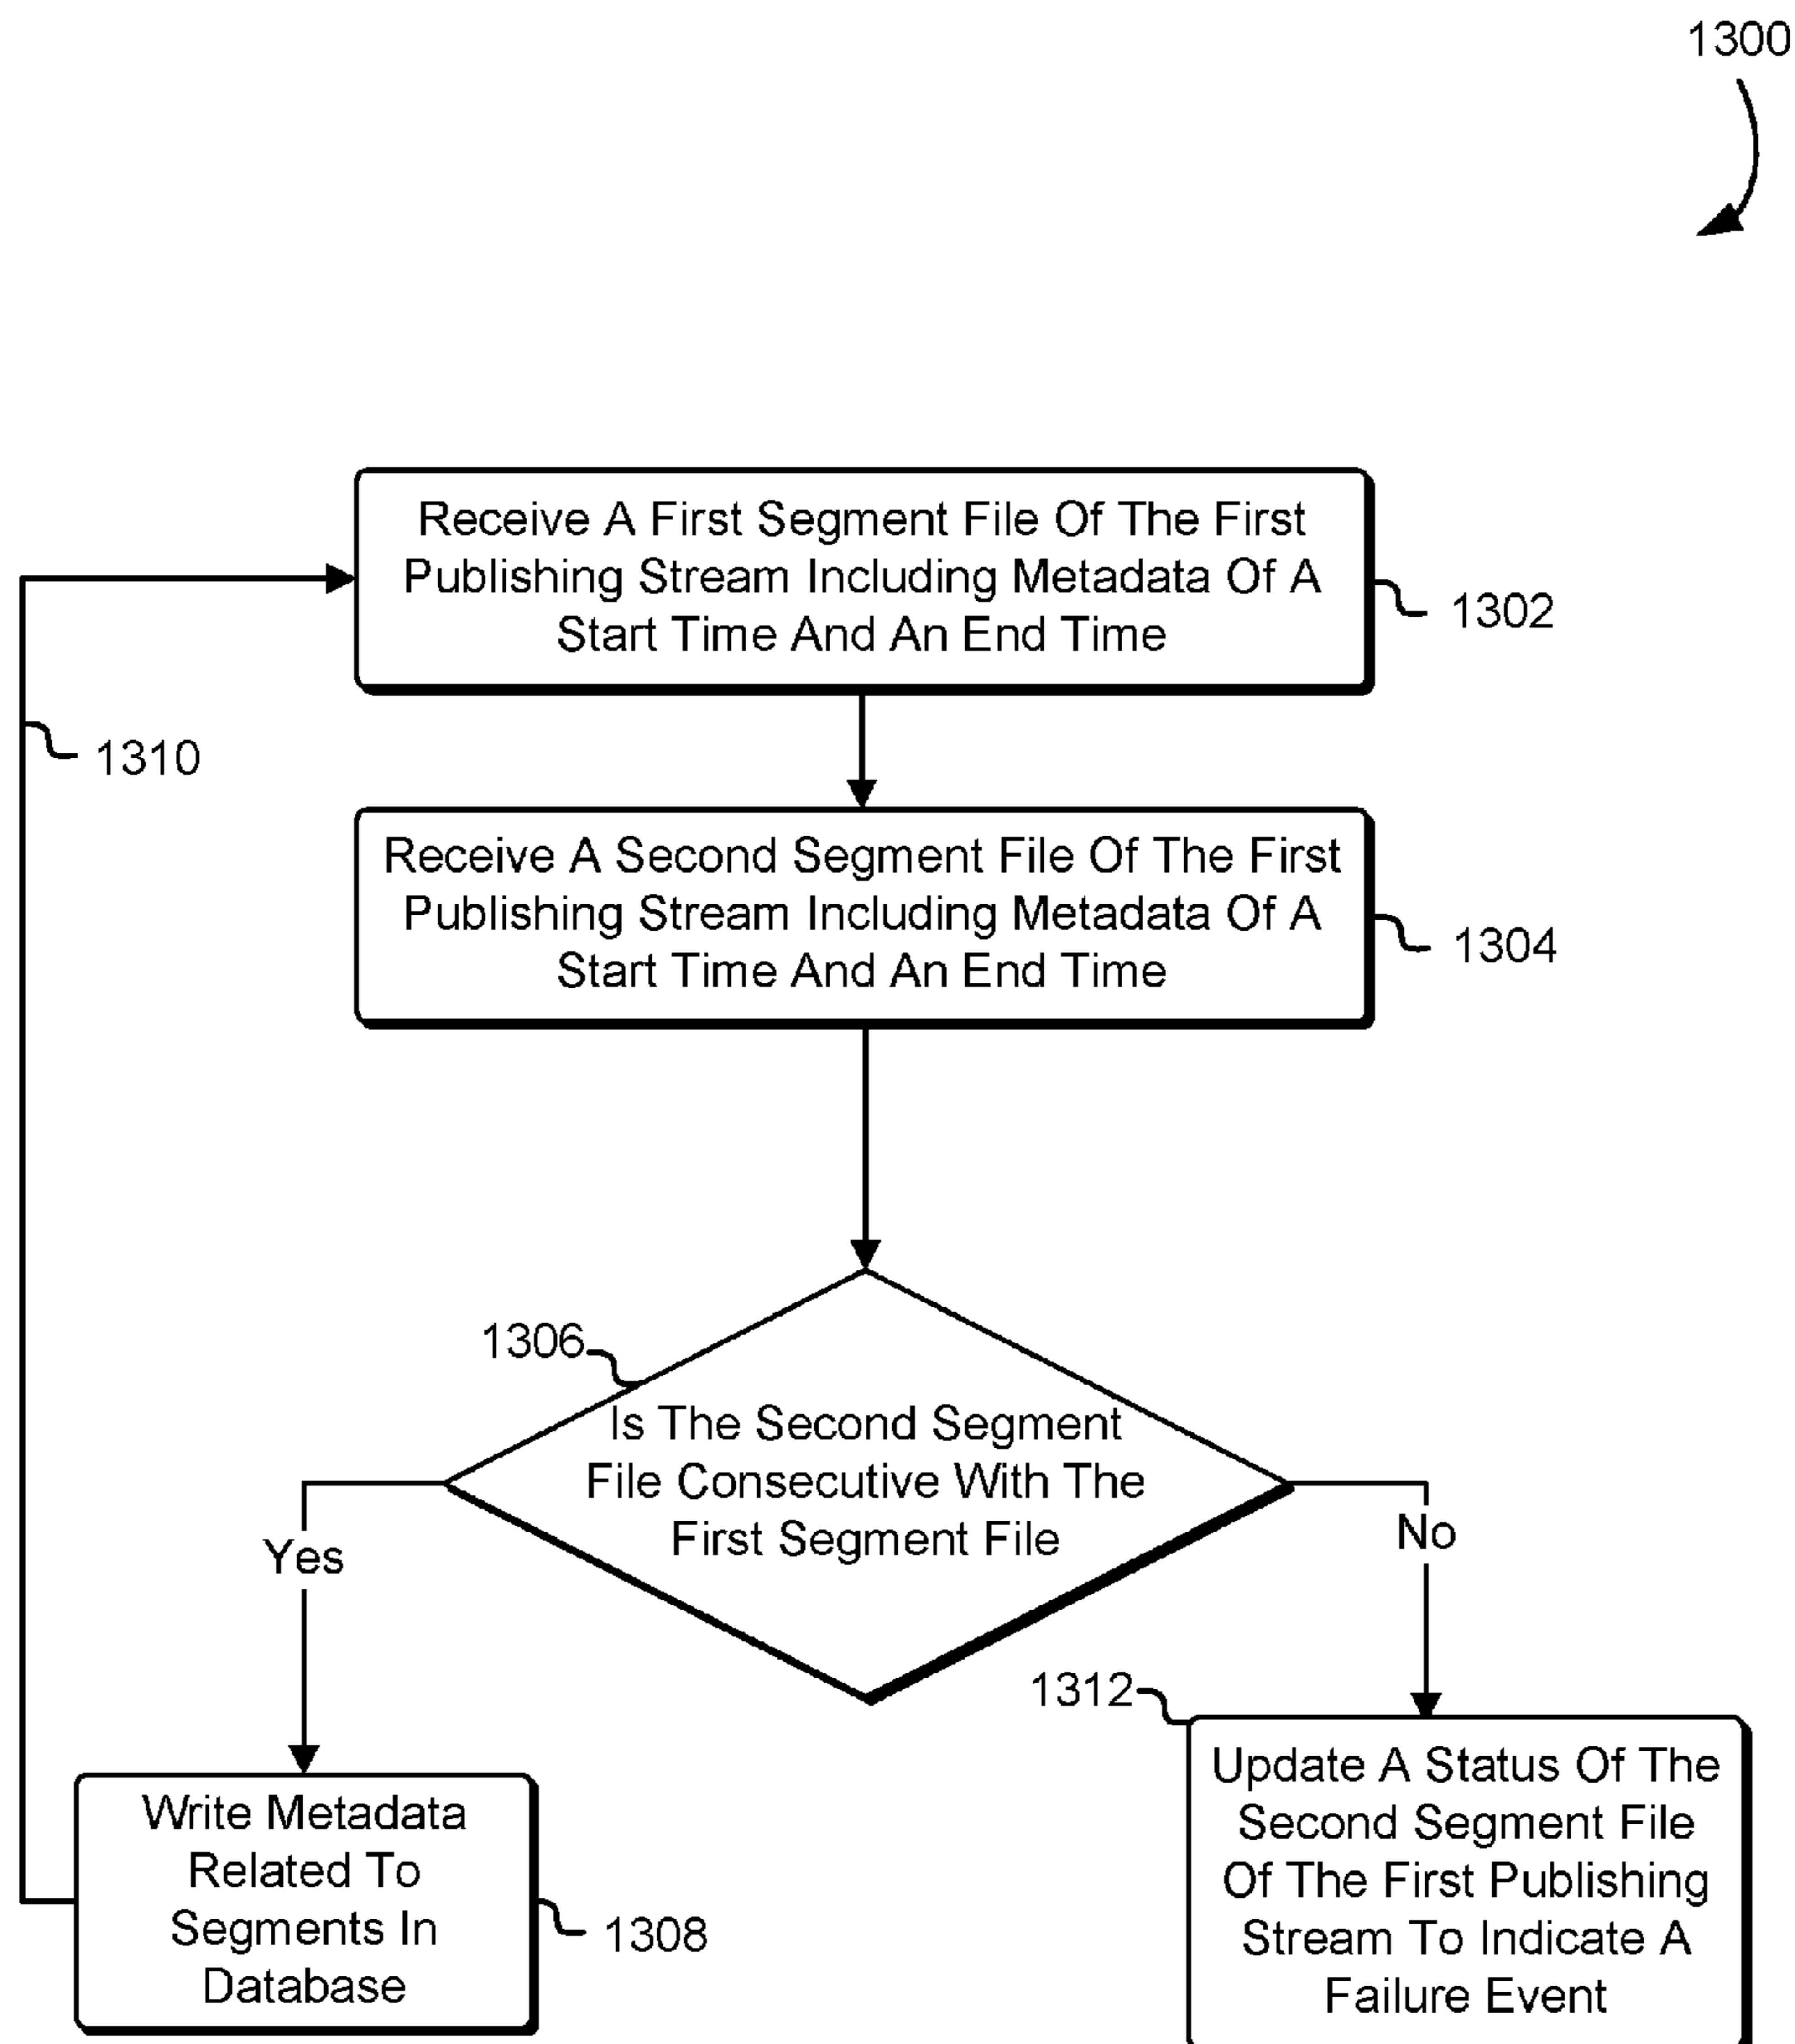 1300
Receive A First Segment File Of The First
Publishing Stream Including Metadata Of A
Start Time And An End Time
1302
1310
Receive A Second Segment File Of The First
Publishing Stream Including Metadata Of A
Start Time And An End Time
1304
1306
Is The Second Segment
File Consecutive With The
First Segment File
Yes
No
1312
Write Metadata
Related To
Segments In
Database
1308
Update A Status Of The
Second Segment File
Of The First Publishing
Stream To Indicate A
Failure Event